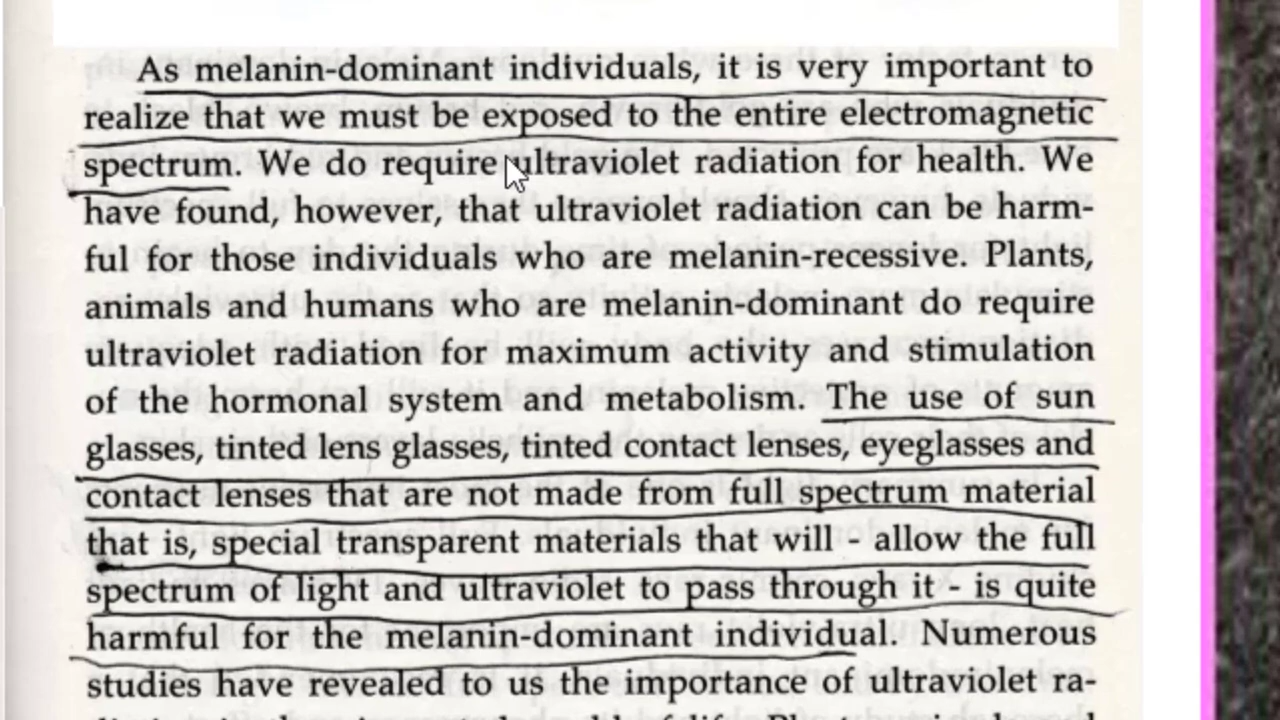 As melanin-dominant individuals, it is very important to
realize that we must be exposed to the entire electromagnetic
spectrum. We do require ultraviolet radiation for health. We
have found, however, that ultraviolet radiation can be harm-
ful for those individuals who are melanin-recessive. Plants,
animals and humans who are melanin-dominant do require
ultraviolet radiation for maximum activity and stimulation
of the hormonal system and metabolism. The use of sun
glasses, tinted lens glasses, tinted contact lenses, eyeglasses and
contact lenses that are not made from full spectrum material
that is, special transparent materials that will - allow the full
spectrum of light and ultraviolet to pass through it - is quite
harmful for the melanin-dominant individual. Numerous
studies have revealed to us the importance of ultraviolet ra-